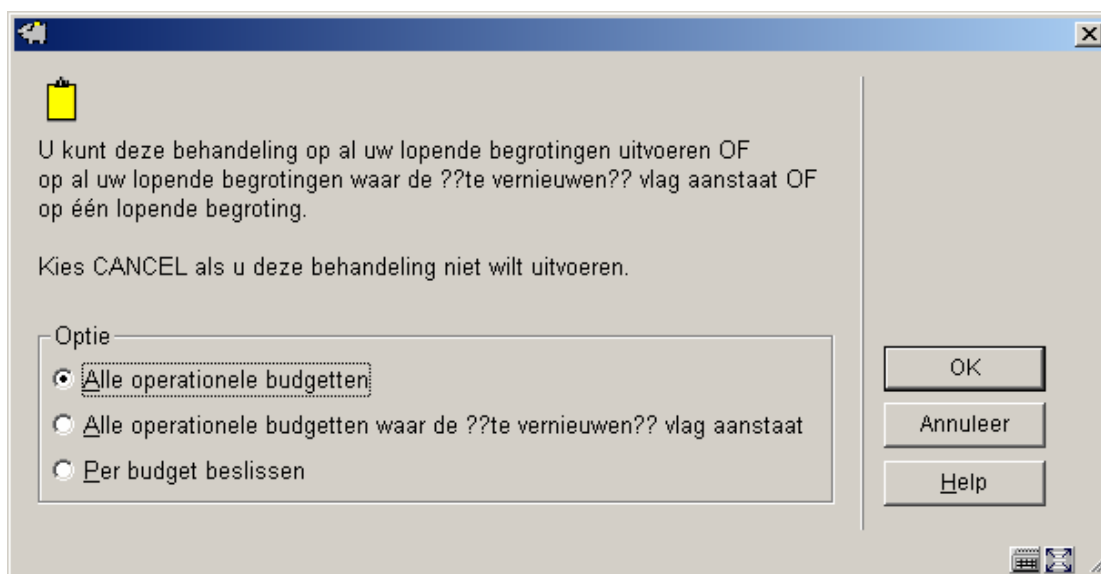 U kunt deze behandeling op al uw lopende begrotingen uitvoeren OF
op al uw lopende begrotingen waar de ??te vernieuwen?? vlag aanstaat OF
op één lopende begroting.
Kies CANCEL als u deze behandeling niet wilt uitvoeren.
Optie
Alle operationele budgetten
Alle operationele budgetten waar de ??te vernieuwen?? vlag aanstaat
Per budget beslissen
OK
Annuleer
Help